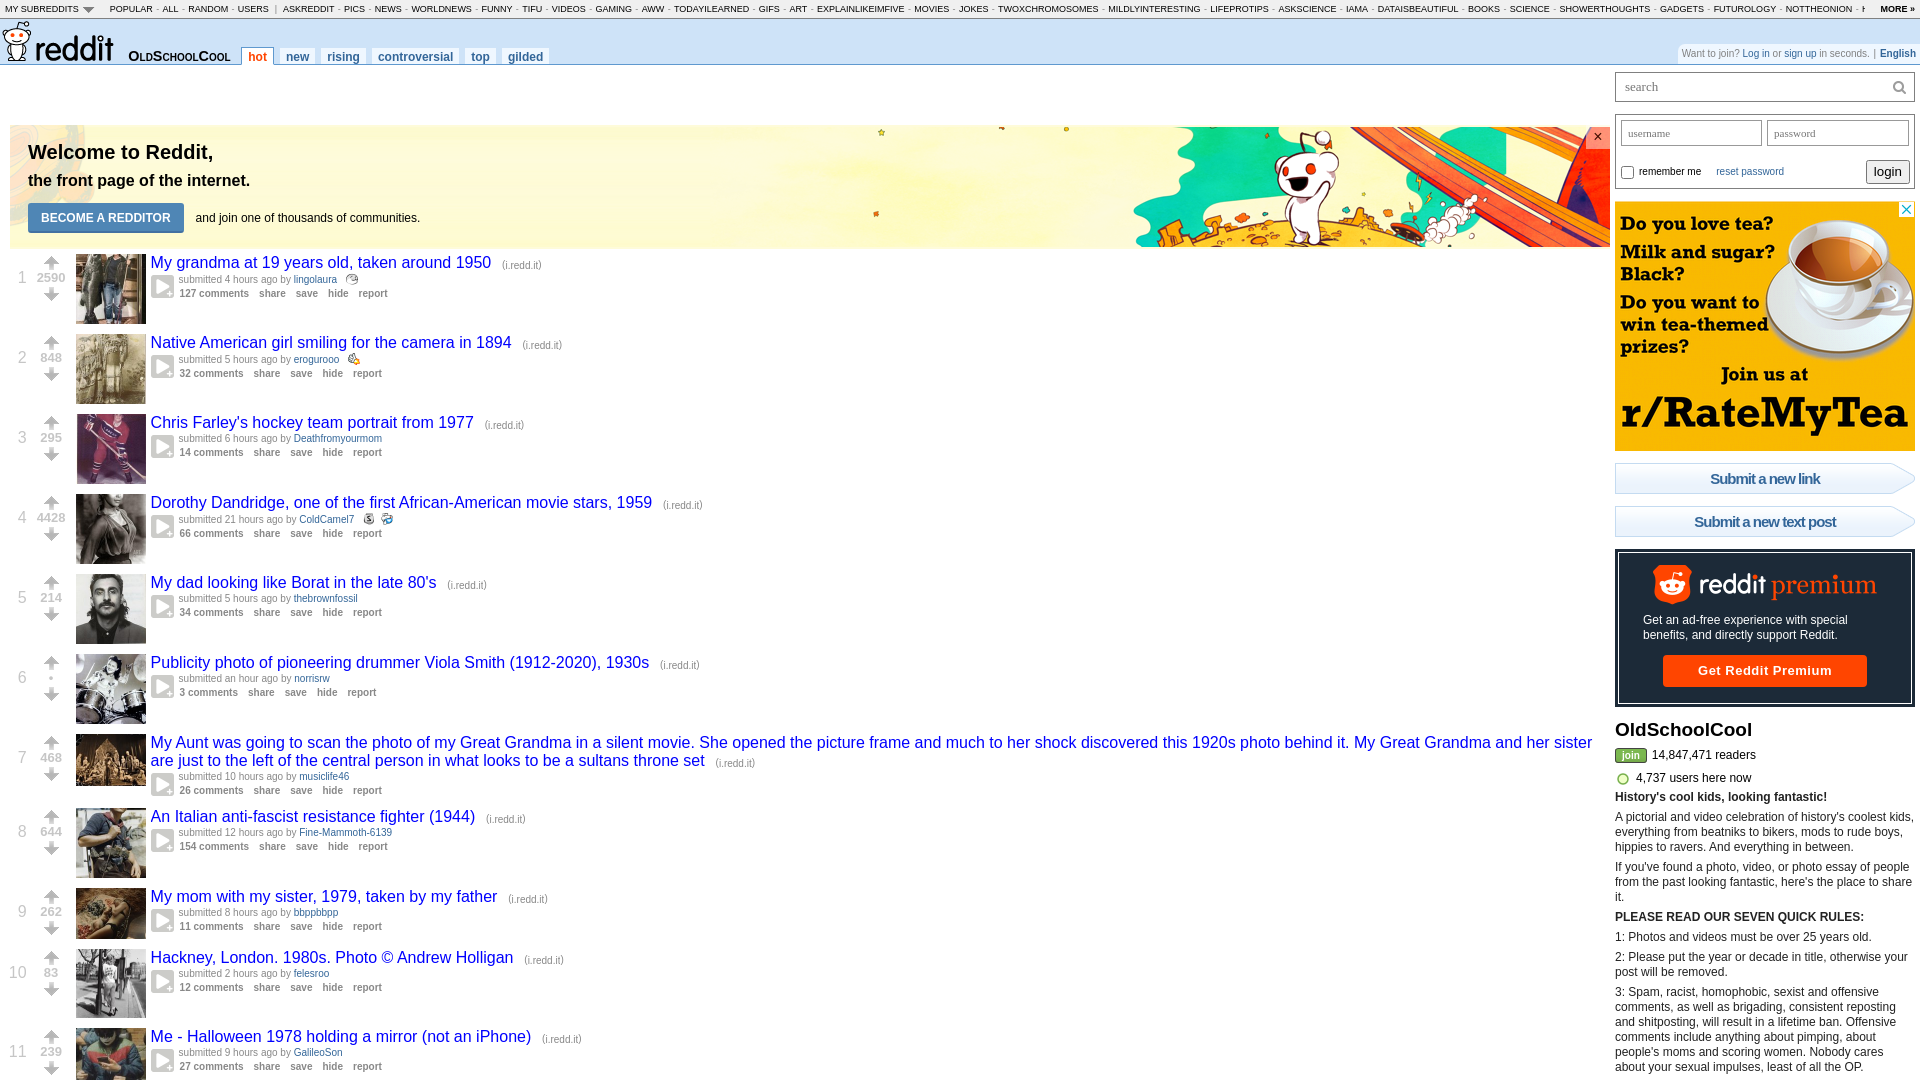 MY SUBREDDITS POPULAR - ALL - RANDOM - USERS | ASKREDDIT - PICS - NEWS - WORLDNEWS - FUNNY - TIFU - VIDEOS - GAMING - AWW - TODAYILEARNED - GIFS - ART - EXPLAINLIKEIMFIVE - MOVIES - JOKES - TWOXCHROMOSOMES - MILDLYINTERESTING - LIFEPROTIPS - ASKSCIENCE - IAMA - DATAISBEAUTIFUL - BOOKS - SCIENCE - SHOWERTHOUGHTS - GADGETS - FUTUROLOGY - NOTTHEONION - MORE »
reddit OLDSCHOOLCOOL hot new rising controversial top gilded
Want to join? Log in or sign up in seconds. | English
Welcome to Reddit,
the front page of the internet.
BECOME A REDDITOR and join one of thousands of communities.
1
2590
My grandma at 19 years old, taken around 1950 (i.redd.it)
submitted 4 hours ago by lingolaura
127 comments share save hide report
2
848
Native American girl smiling for the camera in 1894 (i.redd.it)
submitted 5 hours ago by erogurooo
32 comments share save hide report
3
295
Chris Farley's hockey team portrait from 1977 (i.redd.it)
submitted 6 hours ago by Deathfromyourmom
14 comments share save hide report
4
4428
Dorothy Dandridge, one of the first African-American movie stars, 1959 (i.redd.it)
submitted 21 hours ago by ColdCamel7
66 comments share save hide report
5
214
My dad looking like Borat in the late 80's (i.redd.it)
submitted 5 hours ago by thebrownfossil
34 comments share save hide report
6
•
Publicity photo of pioneering drummer Viola Smith (1912-2020), 1930s (i.redd.it)
submitted an hour ago by norrisrw
3 comments share save hide report
7
468
My Aunt was going to scan the photo of my Great Grandma in a silent movie. She opened the picture frame and much to her shock discovered this 1920s photo behind it. My Great Grandma and her sister
are just to the left of the central person in what looks to be a sultans throne set (i.redd.it)
submitted 10 hours ago by musiclife46
26 comments share save hide report
8
644
An Italian anti-fascist resistance fighter (1944) (i.redd.it)
submitted 12 hours ago by Fine-Mammoth-6139
154 comments share save hide report
9
262
My mom with my sister, 1979, taken by my father (i.redd.it)
submitted 8 hours ago by bbppbbpp
11 comments share save hide report
10
83
Hackney, London. 1980s. Photo © Andrew Holligan (i.redd.it)
submitted 2 hours ago by felesroo
12 comments share save hide report
11
239
Me - Halloween 1978 holding a mirror (not an iPhone) (i.redd.it)
submitted 9 hours ago by GalileoSon
27 comments share save hide report
search
username password
remember me reset password login
Do you love tea?
Milk and sugar?
Black?
Do you want to
win tea-themed
prizes?
Join us at
r/RateMyTea
Submit a new link
Submit a new text post
reddit premium
Get an ad-free experience with special
benefits, and directly support Reddit.
Get Reddit Premium
OldSchoolCool
join 14,847,471 readers
4,737 users here now
History's cool kids, looking fantastic!
A pictorial and video celebration of history's coolest kids,
everything from beatniks to bikers, mods to rude boys,
hippies to ravers. And everything in between.
If you've found a photo, video, or photo essay of people
from the past looking fantastic, here's the place to share
it.
PLEASE READ OUR SEVEN QUICK RULES:
1: Photos and videos must be over 25 years old.
2: Please put the year or decade in title, otherwise your
post will be removed.
3: Spam, racist, homophobic, sexist and offensive
comments, as well as brigading, consistent reposting
and shitposting, will result in a lifetime ban. Offensive
comments include anything about pimping, about
people's moms and scoring women. Nobody cares
about your sexual impulses, least of all the OP.